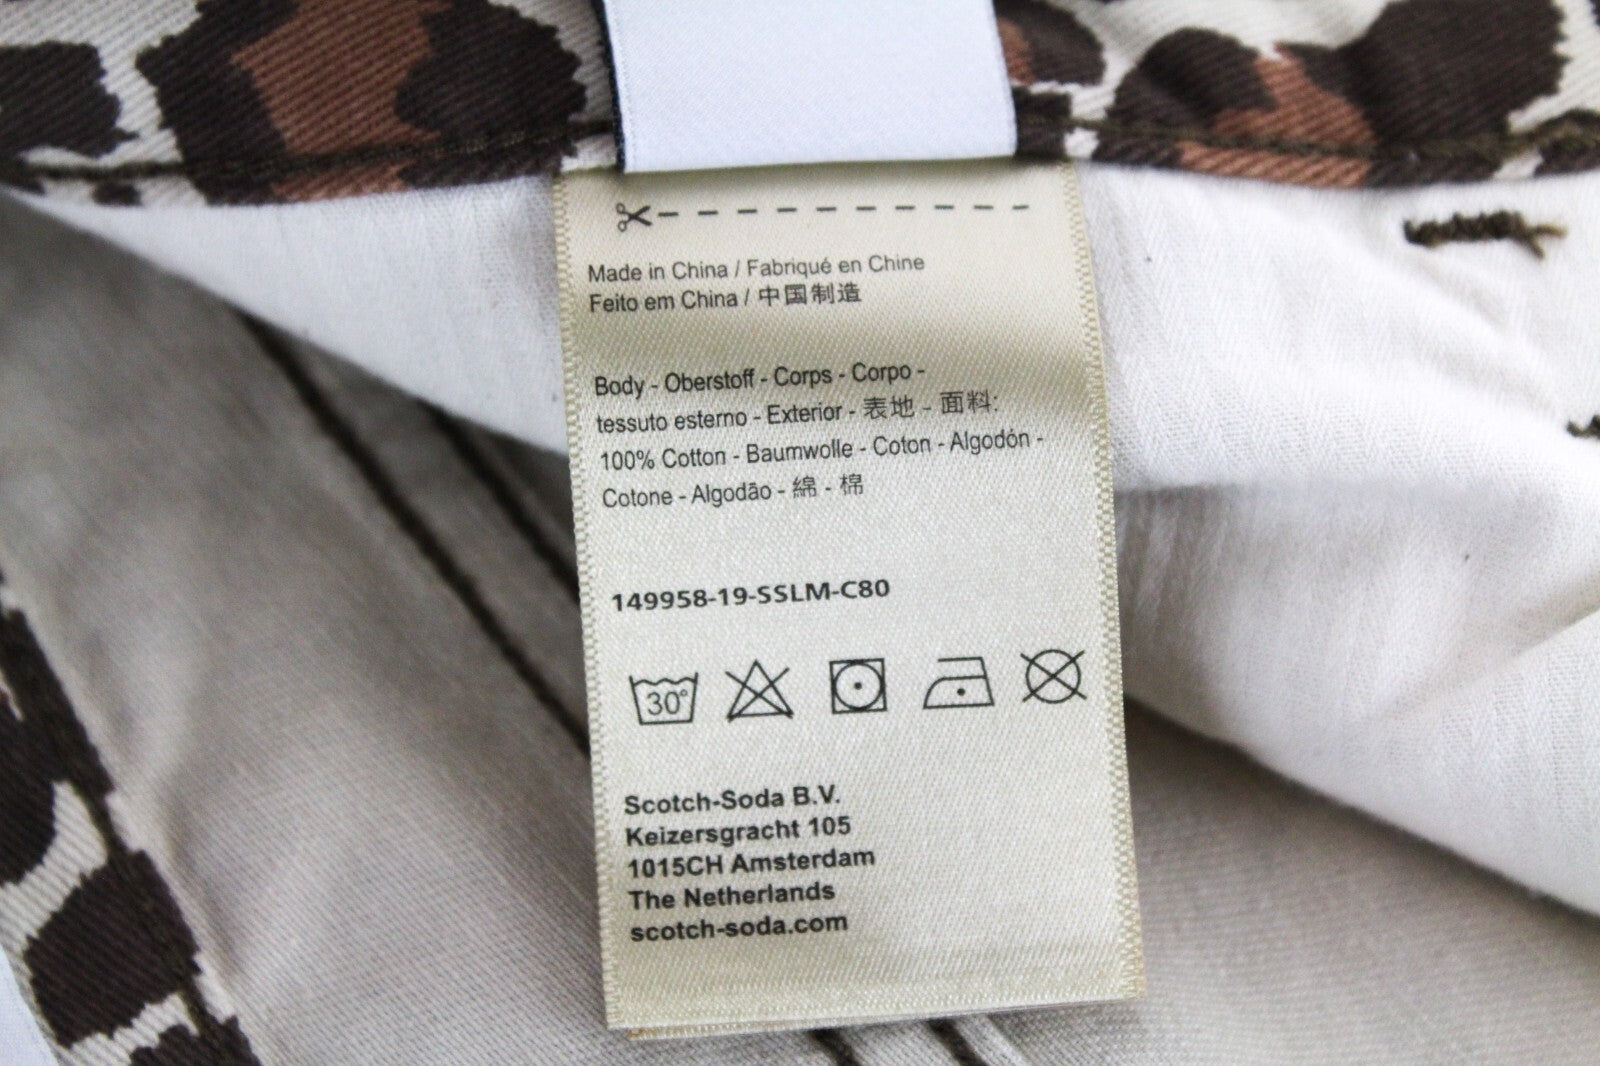 Made in China / Fabriqué en Chine
Feito em China / 中国制造
Body - Oberstoff - Corps - Corpo -
tessuto esterno - Exterior - 表地 - 面料:
100% Cotton - Baumwolle - Coton - Algodón -
Cotone - Algodão - 綿 - 棉
149958-19-SSLM-C80
30°
Scotch-Soda B.V.
Keizersgracht 105
1015CH Amsterdam
The Netherlands
scotch-soda.com